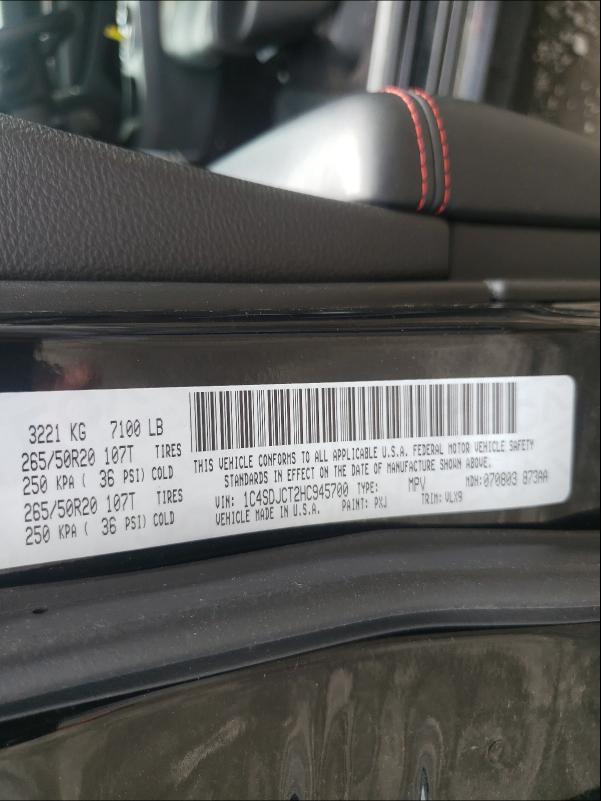 3221 KG 7100 LB
265/50R20 107T TIRES
250 KPA ( 36 PSI) COLD
265/50R20 107T TIRES
250 KPA ( 36 PSI) COLD
THIS VEHICLE CONFORMS TO ALL APPLICABLE U.S.A. FEDERAL MOTOR VEHICLE SAFETY
STANDARDS IN EFFECT ON THE DATE OF MANUFACTURE SHOWN ABOVE.
VIN: 1C4SDJCT2HC945700 TYPE: MPV MDH: 070803 873AA
VEHICLE MADE IN U.S.A. PAINT: PXJ TRIM: VLX9